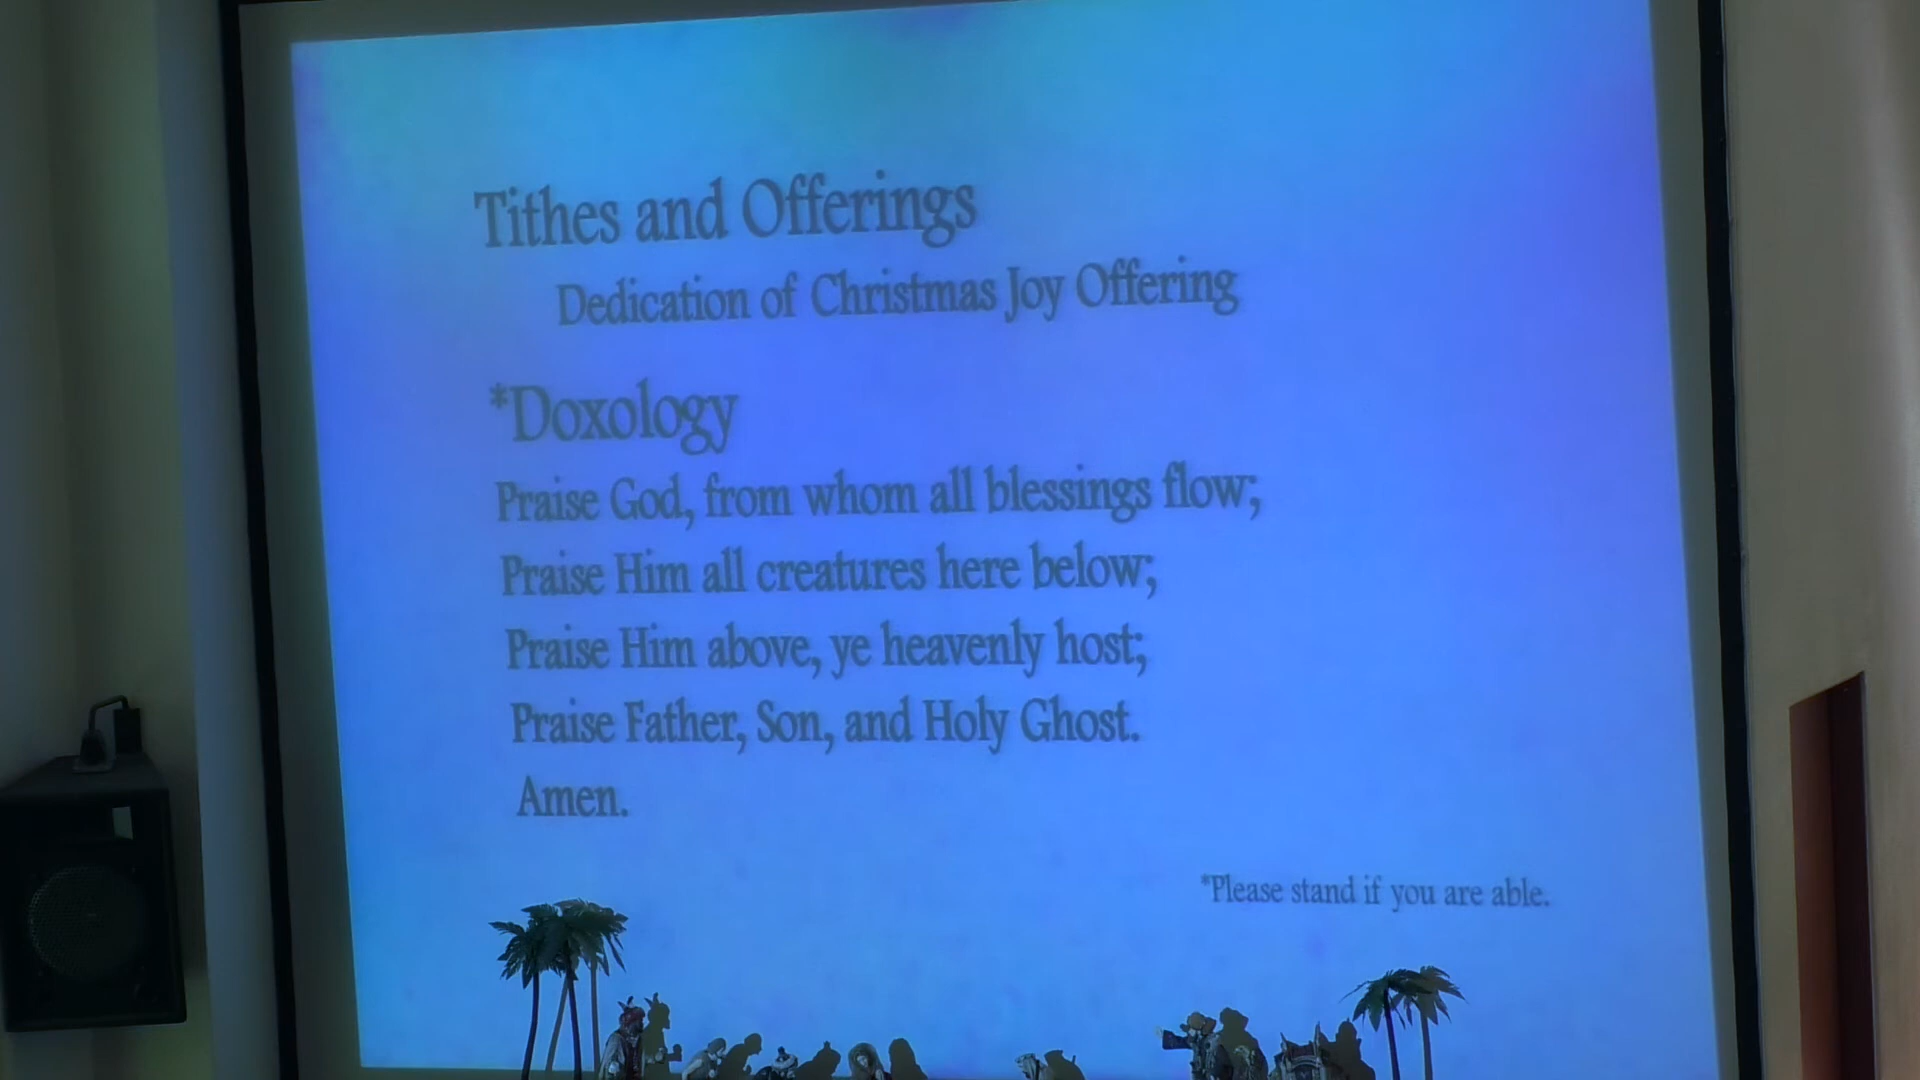 Tithes and Offerings
Dedication of Christmas Joy Offering
*Doxology
Praise God, from whom all blessings flow;
Praise Him all creatures here below;
Praise Him above, ye heavenly host;
Praise Father, Son, and Holy Ghost.
Amen.
*Please stand if you are able.